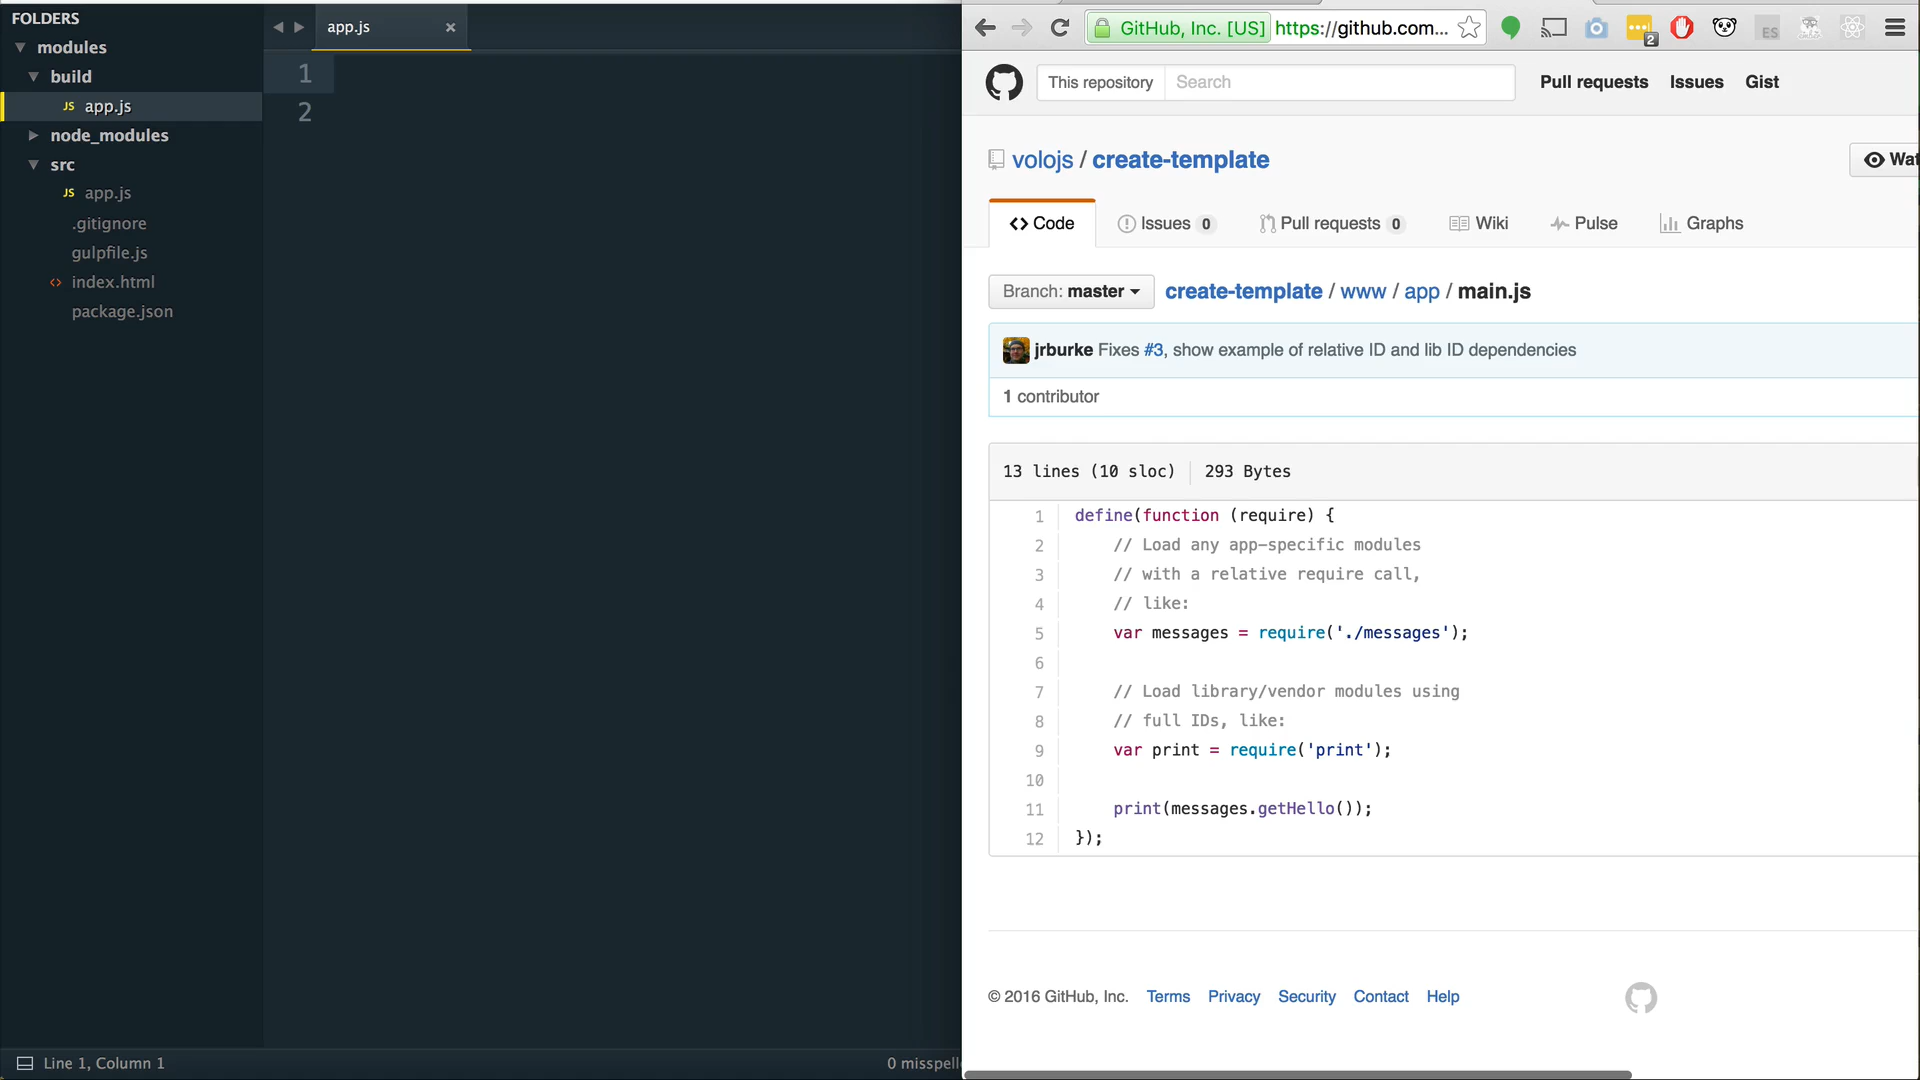 FOLDERS
modules
build
JS app.js
node_modules
src
JS app.js
.gitignore
gulpfile.js
<> index.html
package.json
app.js ×
1
2
Line 1, Column 1
0 misspelle
GitHub, Inc. [US] https://github.com...
2
ES
This repository Search
Pull requests Issues Gist
volojs / create-template
Wat
<> Code
Issues 0
Pull requests 0
Wiki
Pulse
Graphs
Branch: master
create-template / www / app / main.js
jrburke Fixes #3, show example of relative ID and lib ID dependencies
1 contributor
13 lines (10 sloc) 293 Bytes
1 define(function (require) {
2 // Load any app-specific modules
3 // with a relative require call,
4 // like:
5 var messages = require('./messages');
6
7 // Load library/vendor modules using
8 // full IDs, like:
9 var print = require('print');
10
11 print(messages.getHello());
12 });
© 2016 GitHub, Inc. Terms Privacy Security Contact Help